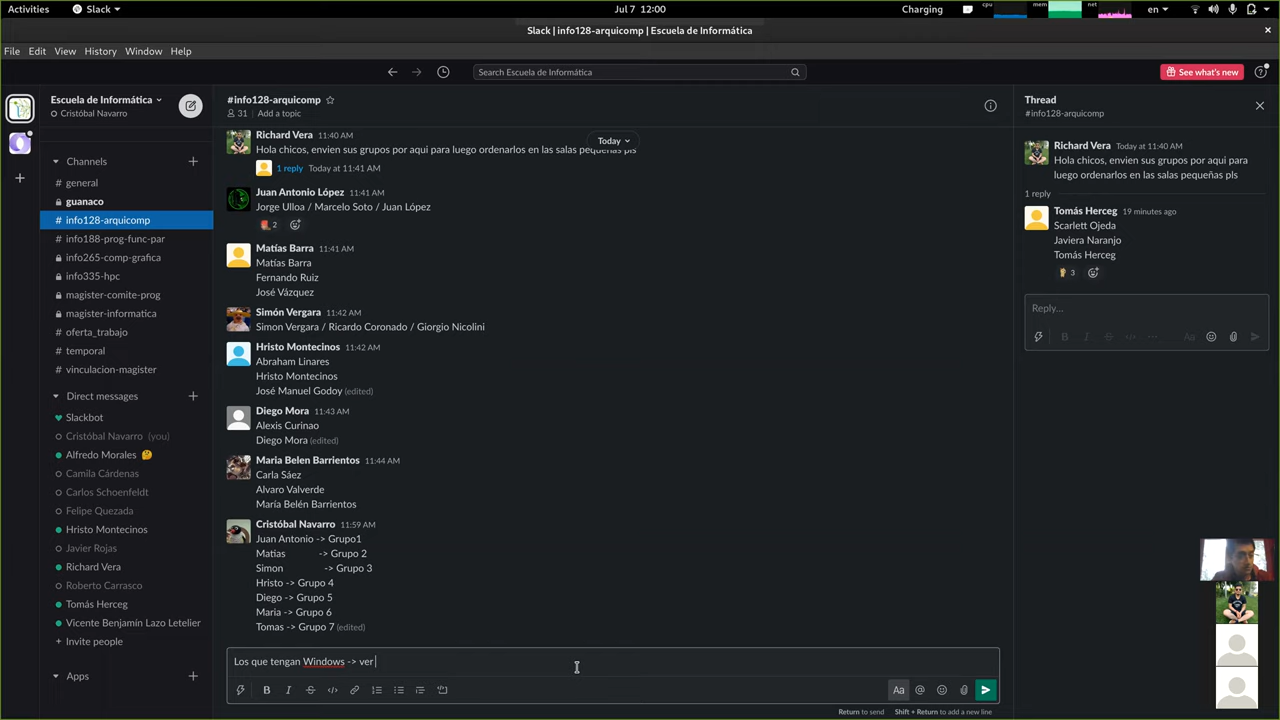 Activities
Slack
Jul 7 12:00
Charging
cpu
mem
net
en
Slack | info128-arquicomp | Escuela de Informática
File Edit View History Window Help
Search Escuela de Informática
See what's new
Escuela de Informática
Cristóbal Navarro
Channels
# general
guanaco
# info128-arquicomp
# info188-prog-func-par
info265-comp-grafica
info335-hpc
magister-comite-prog
magister-informatica
# oferta_trabajo
# temporal
vinculacion-magister
Direct messages
Slackbot
Cristóbal Navarro (you)
Alfredo Morales
Camila Cárdenas
Carlos Schoenfeldt
Felipe Quezada
Hristo Montecinos
Javier Rojas
Richard Vera
Roberto Carrasco
Tomás Herceg
Vicente Benjamín Lazo Letelier
Invite people
Apps
#info128-arquicomp
31 | Add a topic
Today
Richard Vera 11:40 AM
Hola chicos, envien sus grupos por aqui para luego ordenarlos en las salas pequeñas pls
1 reply Today at 11:41 AM
Juan Antonio López 11:41 AM
Jorge Ulloa / Marcelo Soto / Juan López
2
Matías Barra 11:41 AM
Matías Barra
Fernando Ruiz
José Vázquez
Simón Vergara 11:42 AM
Simon Vergara / Ricardo Coronado / Giorgio Nicolini
Hristo Montecinos 11:42 AM
Abraham Linares
Hristo Montecinos
José Manuel Godoy (edited)
Diego Mora 11:43 AM
Alexis Curinao
Diego Mora (edited)
Maria Belen Barrientos 11:44 AM
Carla Sáez
Alvaro Valverde
María Belén Barrientos
Cristóbal Navarro 11:59 AM
Juan Antonio -> Grupo1
Matias -> Grupo 2
Simon -> Grupo 3
Hristo -> Grupo 4
Diego -> Grupo 5
Maria -> Grupo 6
Tomas -> Grupo 7 (edited)
Los que tengan Windows -> ver
Aa
Return to send Shift + Return to add a new line
Thread
#info128-arquicomp
Richard Vera Today at 11:40 AM
Hola chicos, envien sus grupos por aqui
para luego ordenarlos en las salas
pequeñas pls
1 reply
Tomás Herceg 19 minutes ago
Scarlett Ojeda
Javiera Naranjo
Tomás Herceg
3
Reply...
Aa